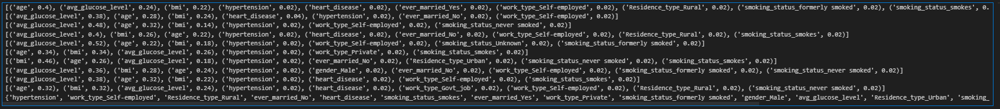 [('age', 0.4), ('avg_glucose_level', 0.24), ('bmi', 0.22), ('hypertension', 0.02), ('heart_disease', 0.02), ('ever_married_Yes', 0.02), ('work_type_Self-employed', 0.02), ('Residence_type_Rural', 0.02), ('smoking_status_formerly smoked', 0.02), ('smoking_status_smokes', 0.
[('avg_glucose_level', 0.38), ('age', 0.28), ('bmi', 0.24), ('heart_disease', 0.04), ('hypertension', 0.02), ('ever_married_No', 0.02), ('work_type_Self-employed', 0.02)]
[('avg_glucose_level', 0.48), ('age', 0.32), ('bmi', 0.14), ('hypertension', 0.02), ('work_type_Self-employed', 0.02), ('smoking_status_never smoked', 0.02)]
[('avg_glucose_level', 0.4), ('bmi', 0.26), ('age', 0.22), ('hypertension', 0.02), ('heart_disease', 0.02), ('ever_married_No', 0.02), ('work_type_Self-employed', 0.02), ('Residence_type_Rural', 0.02), ('smoking_status_smokes', 0.02)]
[('avg_glucose_level', 0.52), ('age', 0.22), ('bmi', 0.18), ('hypertension', 0.02), ('work_type_Self-employed', 0.02), ('smoking_status_Unknown', 0.02), ('smoking_status_formerly smoked', 0.02)]
[('age', 0.34), ('bmi', 0.34), ('avg_glucose_level', 0.26), ('hypertension', 0.02), ('work_type_Private', 0.02), ('smoking_status_smokes', 0.02)]
[('bmi', 0.46), ('age', 0.26), ('avg_glucose_level', 0.18), ('hypertension', 0.02), ('ever_married_No', 0.02), ('Residence_type_Urban', 0.02), ('smoking_status_never smoked', 0.02), ('smoking_status_smokes', 0.02)]
[('avg_glucose_level', 0.36), ('bmi', 0.28), ('age', 0.24), ('hypertension', 0.02), ('gender_Male', 0.02), ('ever_married_No', 0.02), ('work_type_Self-employed', 0.02), ('smoking_status_formerly smoked', 0.02), ('smoking_status_never smoked', 0.02)]
[('avg_glucose_level', 0.38), ('age', 0.32), ('bmi', 0.22), ('hypertension', 0.02), ('heart_disease', 0.02), ('work_type_Self-employed', 0.02), ('smoking_status_smokes', 0.02)]
[('age', 0.32), ('bmi', 0.32), ('avg_glucose_level', 0.24), ('hypertension', 0.02), ('heart_disease', 0.02), ('work_type_Govt_job', 0.02), ('work_type_Self-employed', 0.02), ('Residence_type_Rural', 0.02), ('smoking_status_never smoked', 0.02)]
{'hypertension', 'work_type_Self-employed', 'Residence_type_Rural', 'ever_married_No', 'heart_disease', 'smoking_status_smokes', 'ever_married_Yes', 'work_type_Private', 'smoking_status_formerly smoked', 'gender_Male', 'avg_glucose_level', 'Residence_type_Urban', 'smoking_